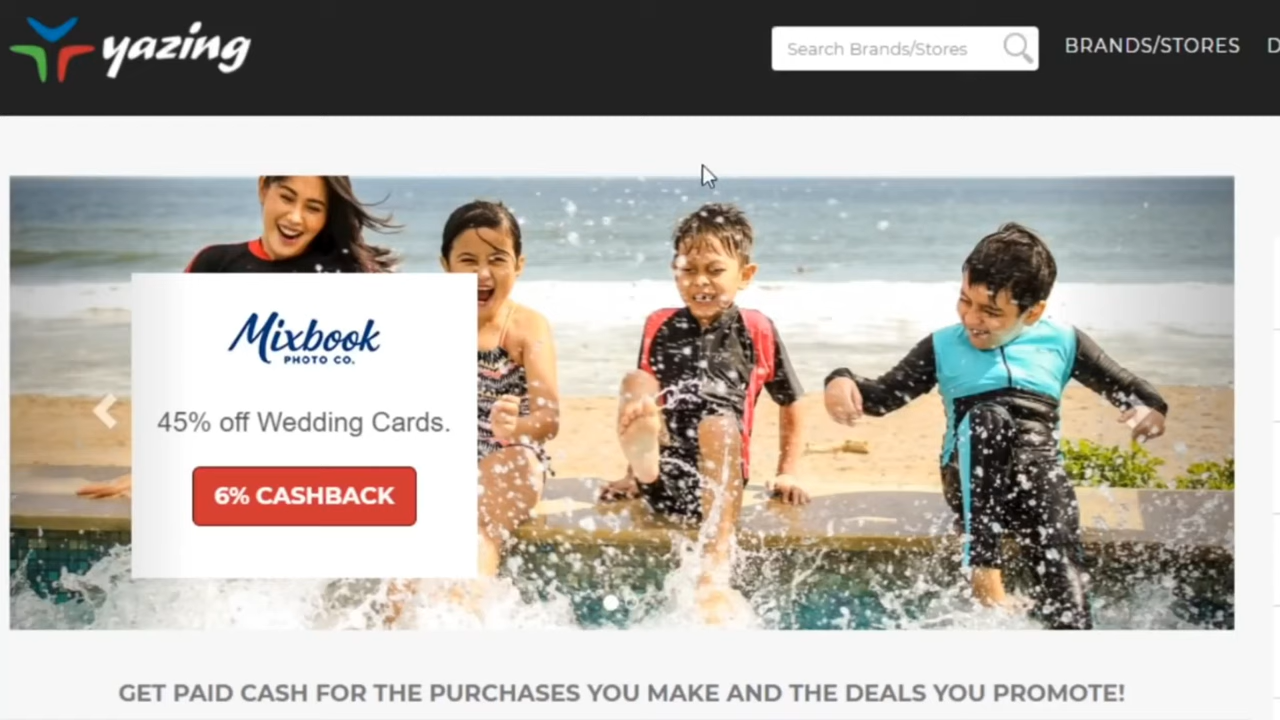 yazing
Search Brands/Stores
BRANDS/STORES
D
Mixbook
PHOTO CO.
45% off Wedding Cards.
6% CASHBACK
GET PAID CASH FOR THE PURCHASES YOU MAKE AND THE DEALS YOU PROMOTE!